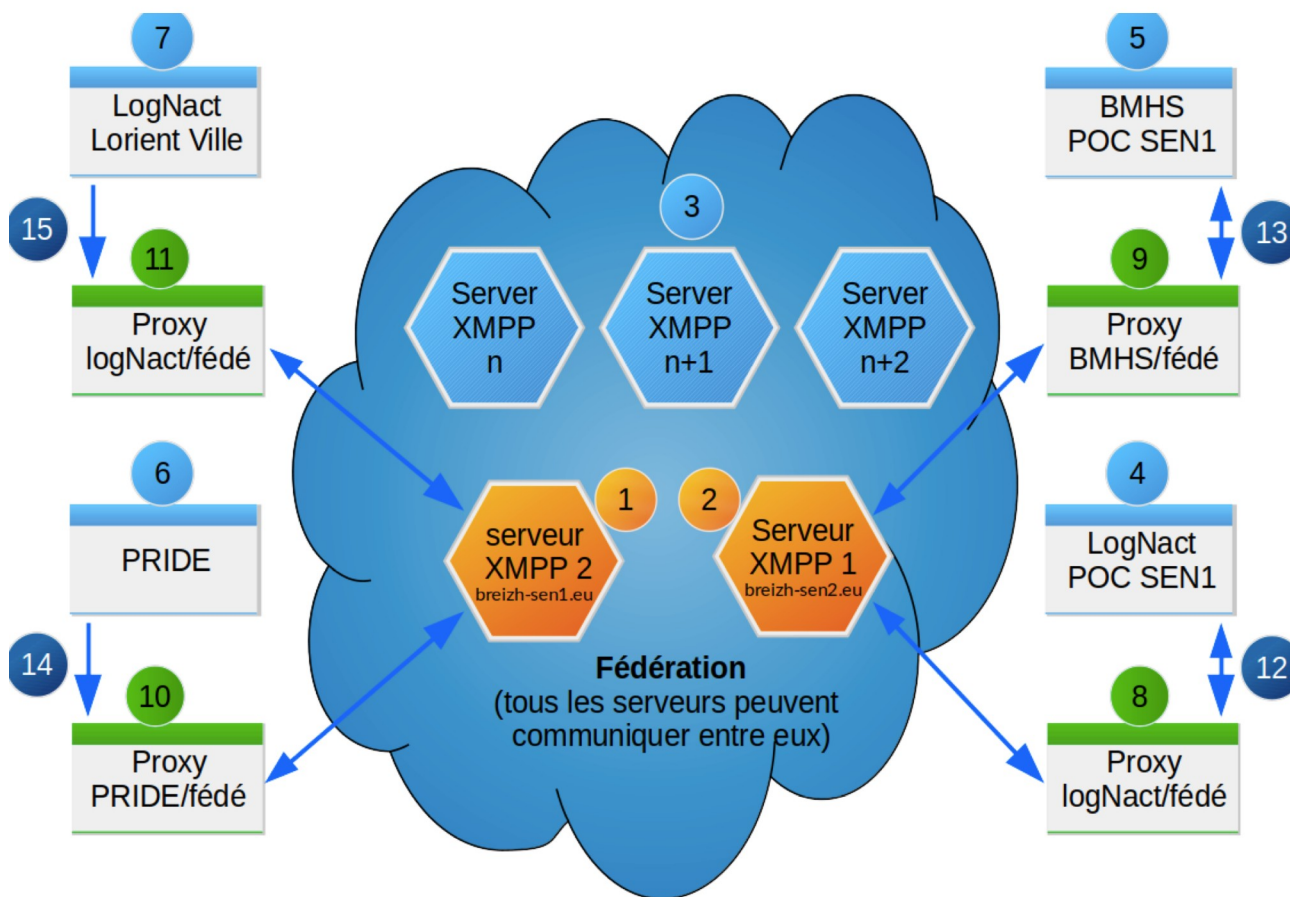 7
LogNact
Lorient Ville
15
11
Proxy
logNact/fédé
6
PRIDE
14
10
Proxy
PRIDE/fédé
3
Server
XMPP
n
Server
XMPP
n+1
Server
XMPP
n+2
1
serveur
XMPP 2
breizh-sen1.eu
2
Serveur
XMPP 1
breizh-sen2.eu
Fédération
(tous les serveurs peuvent
communiquer entre eux)
5
BMHS
POC SEN1
13
9
Proxy
BMHS/fédé
4
LogNact
POC SEN1
12
8
Proxy
logNact/fédé